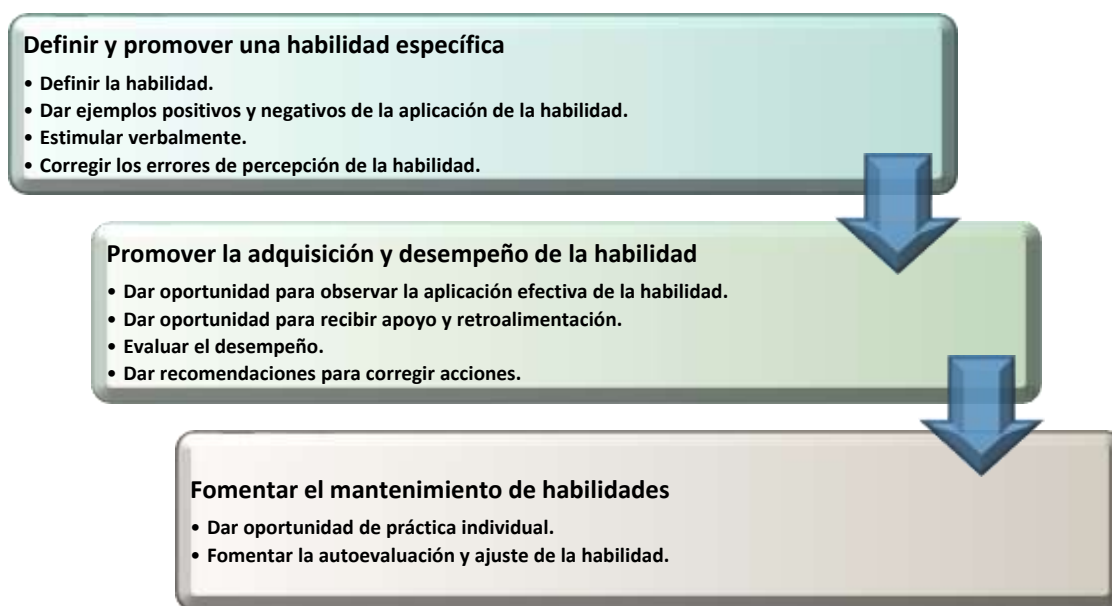 Definir y promover una habilidad específica
• Definir la habilidad.
• Dar ejemplos positivos y negativos de la aplicación de la habilidad.
• Estimular verbalmente.
• Corregir los errores de percepción de la habilidad.
Promover la adquisición y desempeño de la habilidad
• Dar oportunidad para observar la aplicación efectiva de la habilidad.
• Dar oportunidad para recibir apoyo y retroalimentación.
• Evaluar el desempeño.
• Dar recomendaciones para corregir acciones.
Fomentar el mantenimiento de habilidades
• Dar oportunidad de práctica individual.
• Fomentar la autoevaluación y ajuste de la habilidad.